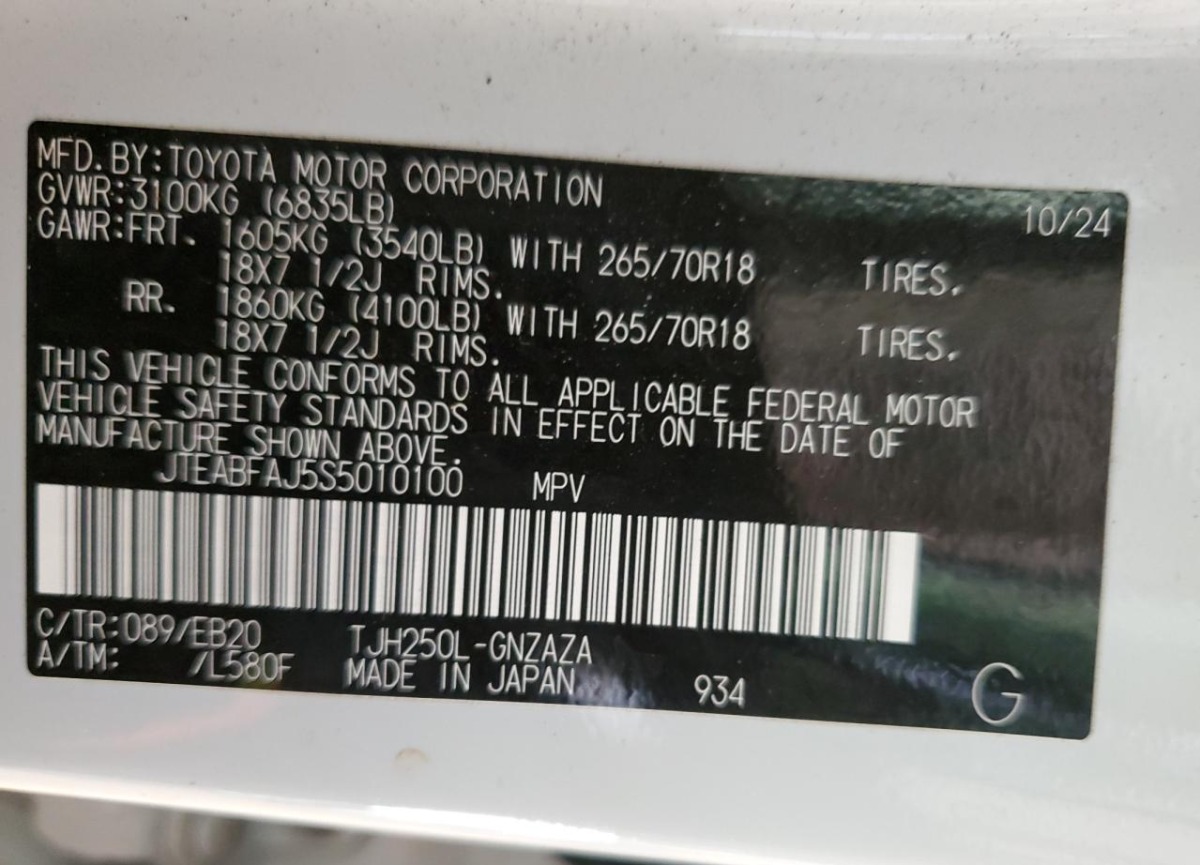 MFD. BY: TOYOTA MOTOR CORPORATION 10/24
GVWR: 3100KG (6835LB)
GAWR: FRT. 1605KG (3540LB) WITH 265/70R18 TIRES.
18X7 1/2J RIMS.
RR. 1860KG (4100LB) WITH 265/70R18 TIRES.
18X7 1/2J RIMS.
THIS VEHICLE CONFORMS TO ALL APPLICABLE FEDERAL MOTOR
VEHICLE SAFETY STANDARDS IN EFFECT ON THE DATE OF
MANUFACTURE SHOWN ABOVE.
JTEABFAJ5S5010100 MPV
C/TR: 089/EB20 TJH250L-GNZAZA
A/TM: /L580F MADE IN JAPAN 934 G